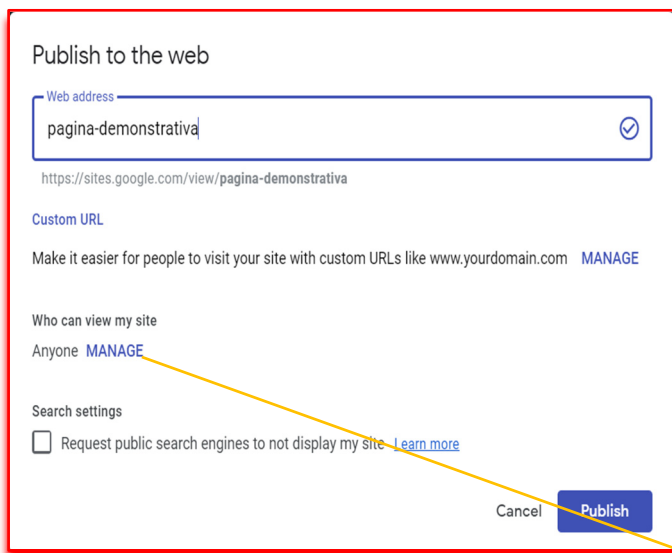 Publish to the web
Web address
pagina-demonstrativa
https://sites.google.com/view/pagina-demonstrativa
Custom URL
Make it easier for people to visit your site with custom URLs like www.yourdomain.com MANAGE
Who can view my site
Anyone MANAGE
Search settings
Request public search engines to not display my site Learn more
Cancel Publish